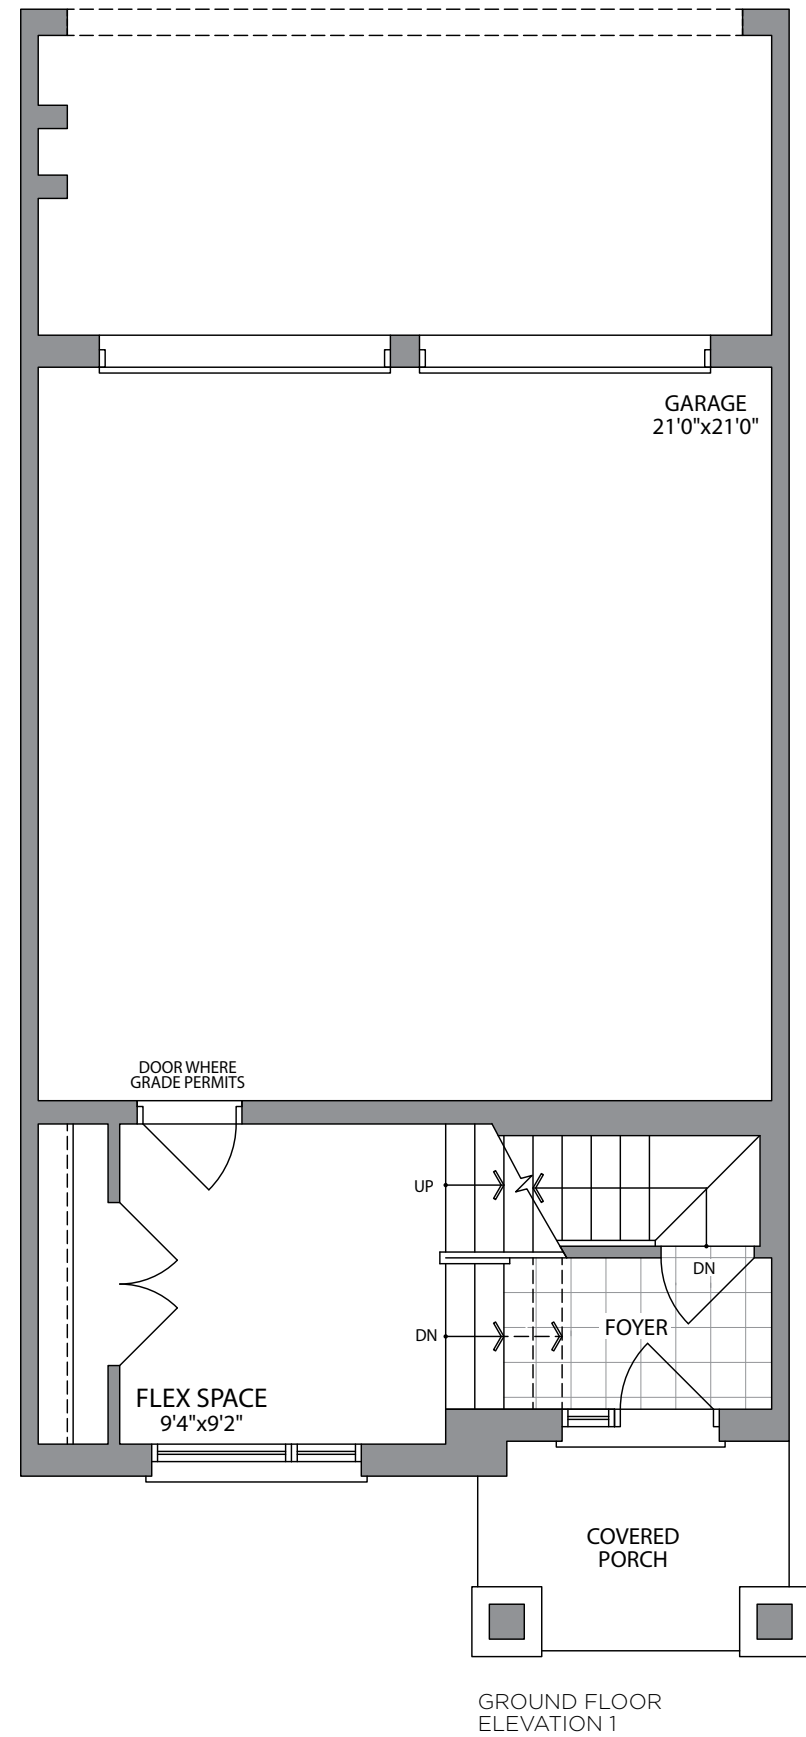 GARAGE
21'0"x21'0"
DOOR WHERE
GRADE PERMITS
UP
DN
DN
FOYER
FLEX SPACE
9'4"x9'2"
COVERED
PORCH
GROUND FLOOR
ELEVATION 1